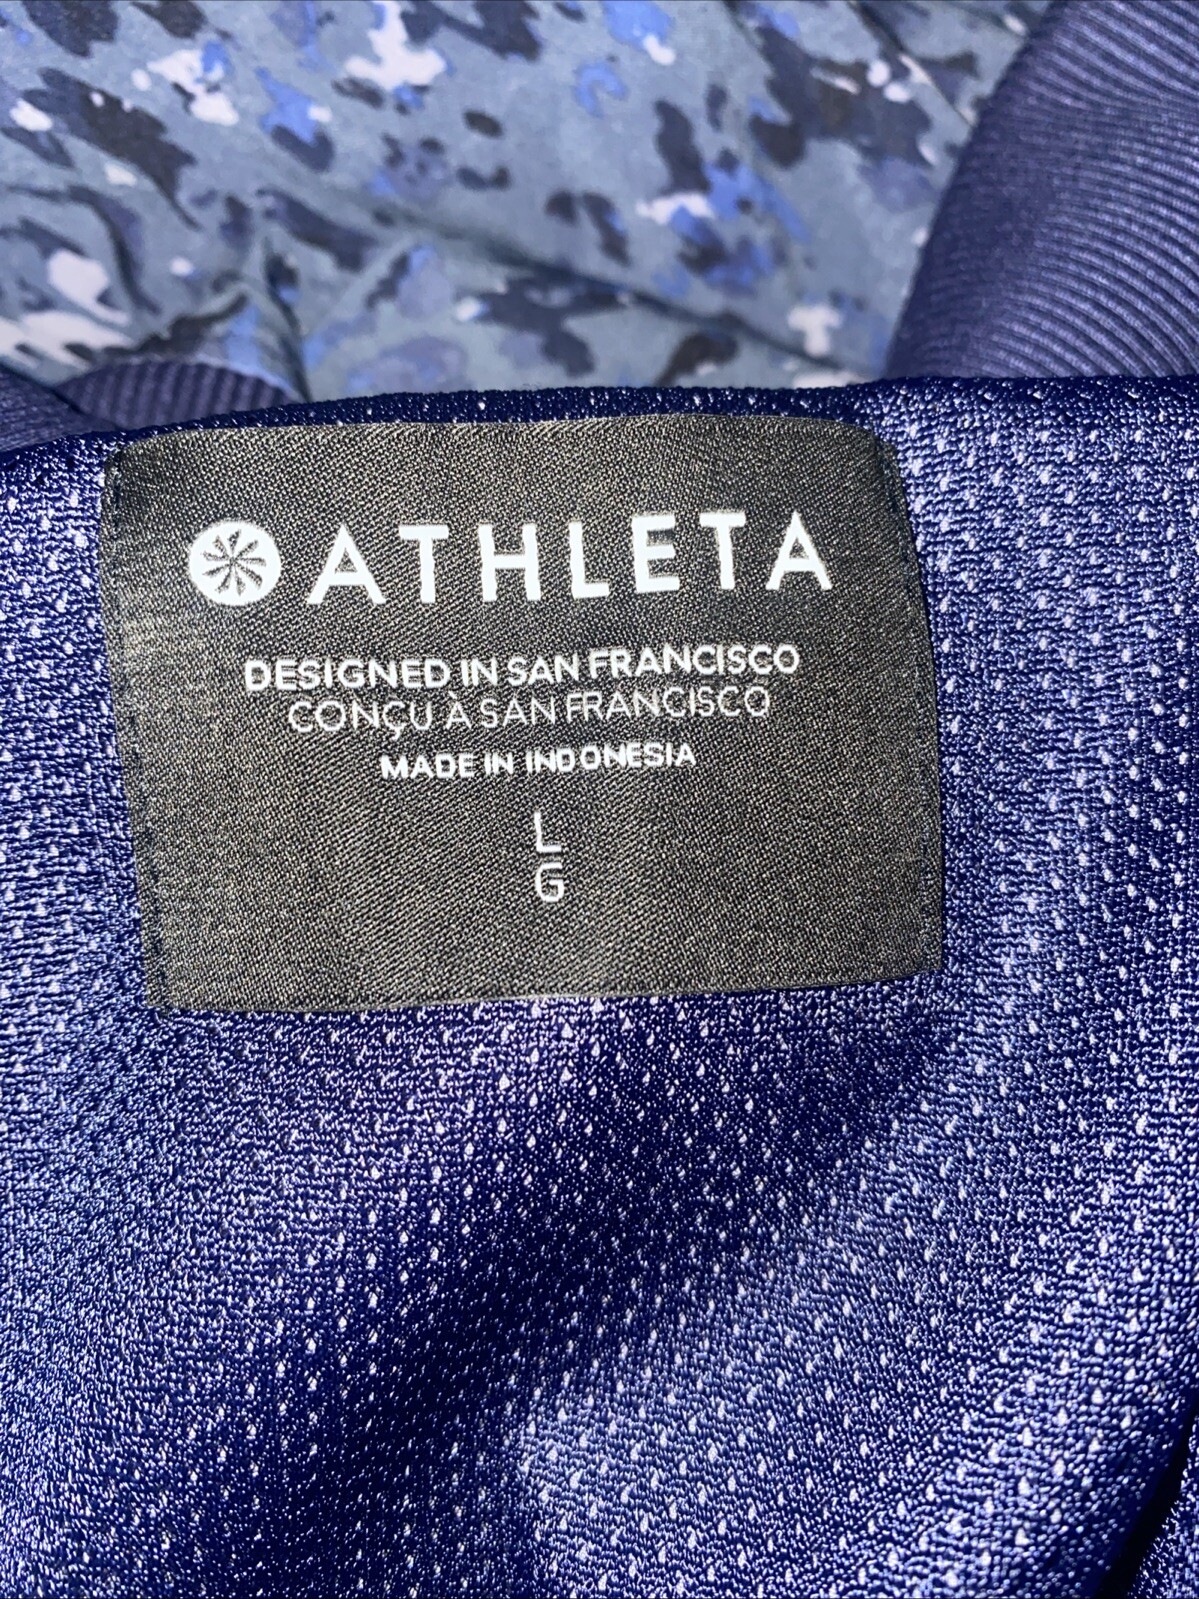 ATHLETA
DESIGNED IN SAN FRANCISCO
CONÇU À SAN FRANCISCO
MADE IN INDONESIA
L
G